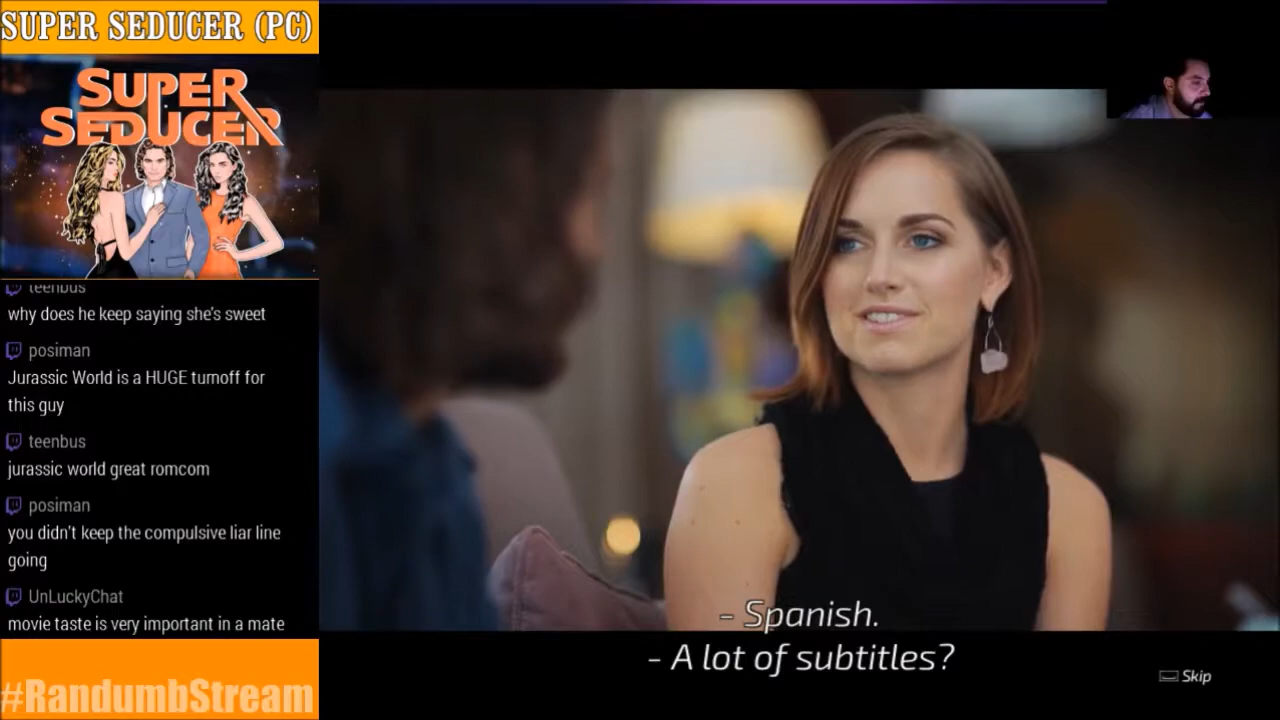 SUPER SEDUCER (PC)
SUPER
SEDUCER
teenbus
why does he keep saying she's sweet
posiman
Jurassic World is a HUGE turnoff for
this guy
teenbus
jurassic world great romcom
posiman
you didn't keep the compulsive liar line
going
UnLuckyChat
movie taste is very important in a mate
#RandumbStream
- Spanish.
- A lot of subtitles?
Skip